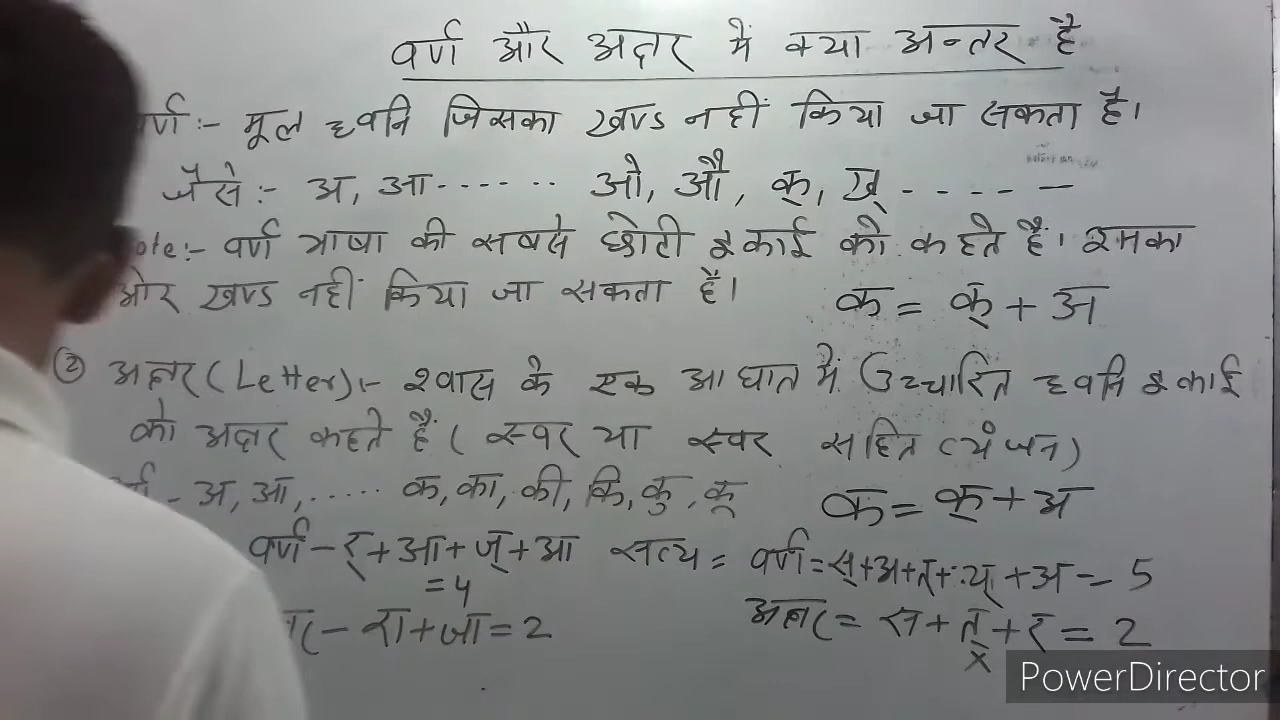 वर्ण और अक्षर में क्या अन्तर है
र्ण :- मूल ध्वनि जिसका खण्ड नहीं किया जा सकता है।
जैसे :- अ, आ ------ ओ, औ, क्, ख् - - - - -
ote:- वर्ण भाषा की सबसे छोटी इकाई को कहते हैं। इसका
ओर खण्ड नहीं किया जा सकता है।
क = क् + अ
② अक्षर (Letter) :- श्वास के एक आघात में उच्चारित ध्वनि इकाई
को अक्षर कहते हैं ( स्वर या स्वर सहित व्यंजन)
- अ, आ, ..... क, का, की, कि, कु, कू
क = क् + अ
वर्ण - र् + आ + ज् + आ
= 4
सत्य = वर्ण = स् + अ + त् + य् + अ = 5
र - रा + जा = 2
अक्षर = स + त् + य = 2
x
PowerDirector